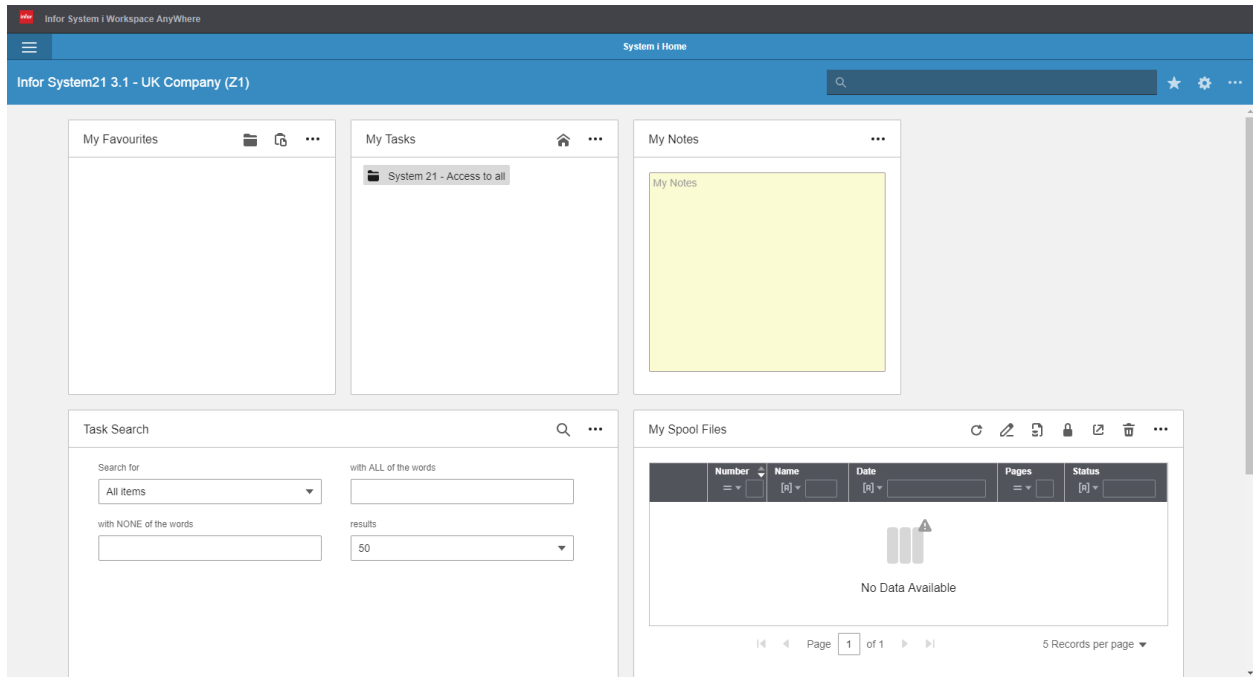 infor Infor System i Workspace AnyWhere
System i Home
Infor System21 3.1 - UK Company (Z1)
My Favourites
My Tasks
System 21 - Access to all
My Notes
My Notes
Task Search
Search for
with ALL of the words
All items
with NONE of the words
results
50
My Spool Files
Number Name Date Pages Status
= [R] [R] = [R]
No Data Available
Page 1 of 1
5 Records per page